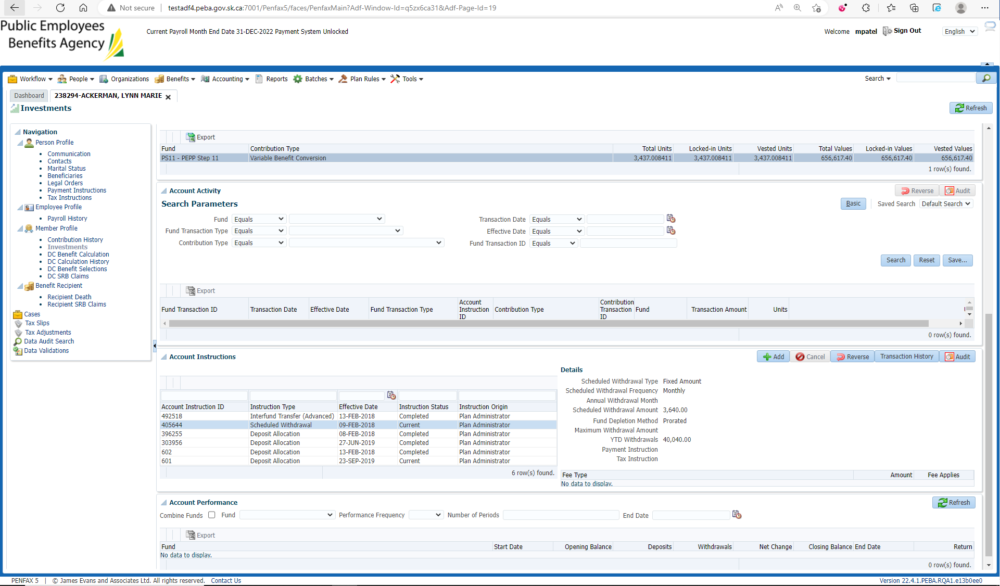 Not secure | testadf4.peba.gov.sk.ca:7001/Penfax5/faces/PenfaxMain?Adf-Window-Id=q5zx6ca31&Adf-Page-Id=19
Public Employees
Benefits Agency
Current Payroll Month End Date 31-DEC-2022 Payment System Unlocked
Welcome mpatel Sign Out English
Workflow People Organizations Benefits Accounting Reports Batches Plan Rules Tools Search
Dashboard 238294-ACKERMAN, LYNN MARIE
Investments Refresh
Navigation
Person Profile
Communication
Contacts
Marital Status
Beneficiaries
Legal Orders
Payment Instructions
Tax Instructions
Employee Profile
Payroll History
Member Profile
Contribution History
Investments
DC Benefit Calculation
DC Calculation History
DC Benefit Selections
DC SRB Claims
Benefit Recipient
Recipient Death
Recipient SRB Claims
Cases
Tax Slips
Tax Adjustments
Data Audit Search
Data Validations
Export
Fund Contribution Type Total Units Locked-in Units Vested Units Total Values Locked-in Values Vested Values
PS11 - PEPP Step 11 Variable Benefit Conversion 3,437.008411 3,437.008411 3,437.008411 656,617.40 656,617.40 656,617.40
1 row(s) found.
Account Activity Reverse Audit
Search Parameters Basic Saved Search Default Search
Fund Equals Transaction Date Equals
Fund Transaction Type Equals Effective Date Equals
Contribution Type Equals Fund Transaction ID Equals
Search Reset Save...
Export
Fund Transaction ID Transaction Date Effective Date Fund Transaction Type Account Instruction ID Contribution Type Contribution Transaction ID Fund Transaction Amount Units
0 row(s) found.
Account Instructions Add Cancel Reverse Transaction History Audit
Account Instruction ID Instruction Type Effective Date Instruction Status Instruction Origin
492518 Interfund Transfer (Advanced) 13-FEB-2018 Completed Plan Administrator
405644 Scheduled Withdrawal 09-FEB-2018 Current Plan Administrator
396255 Deposit Allocation 08-FEB-2018 Completed Plan Administrator
303956 Deposit Allocation 27-JUN-2019 Completed Plan Administrator
602 Deposit Allocation 13-FEB-2018 Completed Plan Administrator
601 Deposit Allocation 23-SEP-2019 Current Plan Administrator
6 row(s) found.
Details
Scheduled Withdrawal Type Fixed Amount
Scheduled Withdrawal Frequency Monthly
Annual Withdrawal Month
Scheduled Withdrawal Amount 3,640.00
Fund Depletion Method Prorated
Maximum Withdrawal Amount
YTD Withdrawals 40,040.00
Payment Instruction
Tax Instruction
Fee Type Amount Fee Applies
No data to display.
Account Performance Refresh
Combine Funds Fund Performance Frequency Number of Periods End Date
Export
Fund Start Date Opening Balance Deposits Withdrawals Net Change Closing Balance End Date Return
No data to display.
0 row(s) found.
PENFAX 5 | © James Evans and Associates Ltd. All rights reserved. Contact Us Version 22.4.1.PEBA.RQA1.e13b0ee0